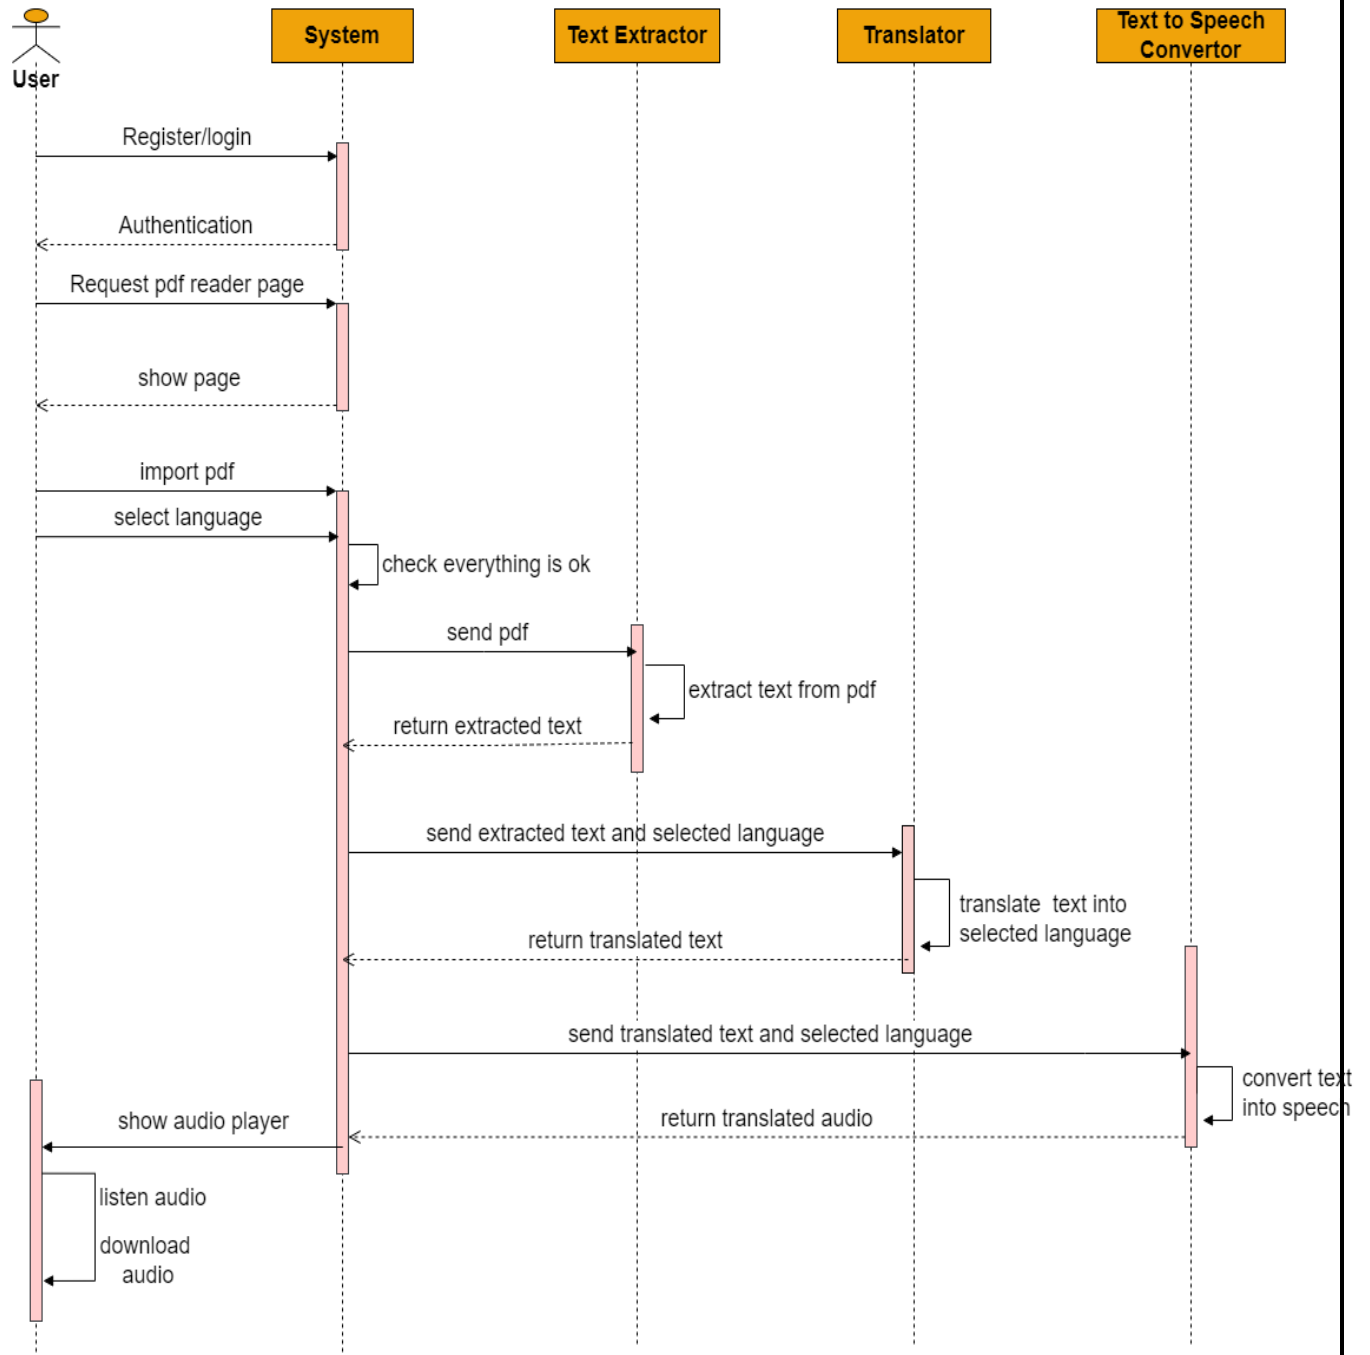 User
System
Text Extractor
Translator
Text to Speech
Convertor
Register/login
Authentication
Request pdf reader page
show page
import pdf
select language
check everything is ok
send pdf
extract text from pdf
return extracted text
send extracted text and selected language
translate  text into
selected language
return translated text
send translated text and selected language
convert text
into speech
show audio player
return translated audio
listen audio
download
audio